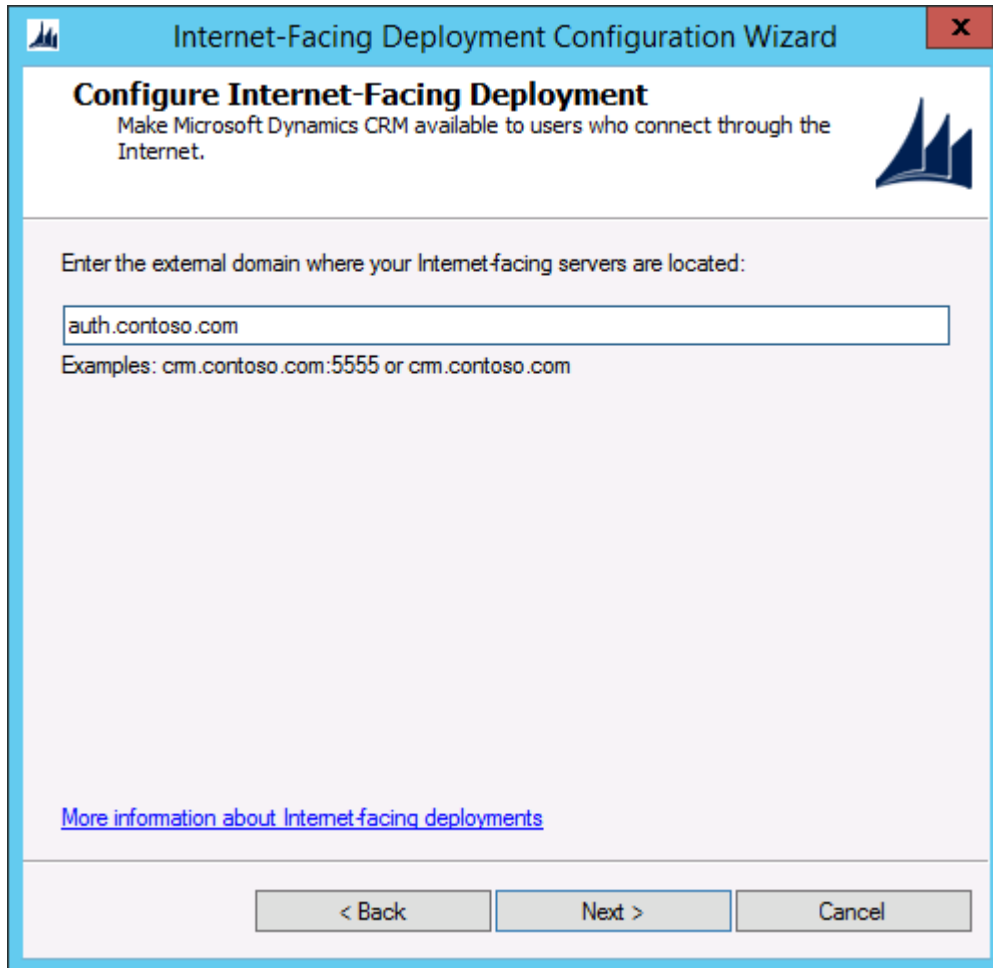 Internet-Facing Deployment Configuration Wizard
x
Configure Internet-Facing Deployment
Make Microsoft Dynamics CRM available to users who connect through the
Internet.
Enter the external domain where your Internet-facing servers are located:
auth.contoso.com
Examples: crm.contoso.com:5555 or crm.contoso.com
More information about Internet-facing deployments
< Back
Next >
Cancel